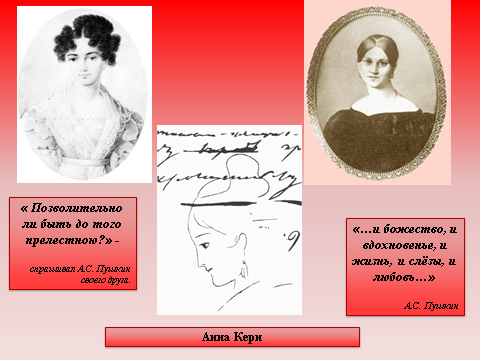 « Позволительно
ли быть до того
прелестною?» -
спрашивал А.С. Пушкин
своего друга.
«…и божество, и
вдохновенье, и
жизнь, и слёзы, и
любовь…»
А.С. Пушкин
Анна Керн